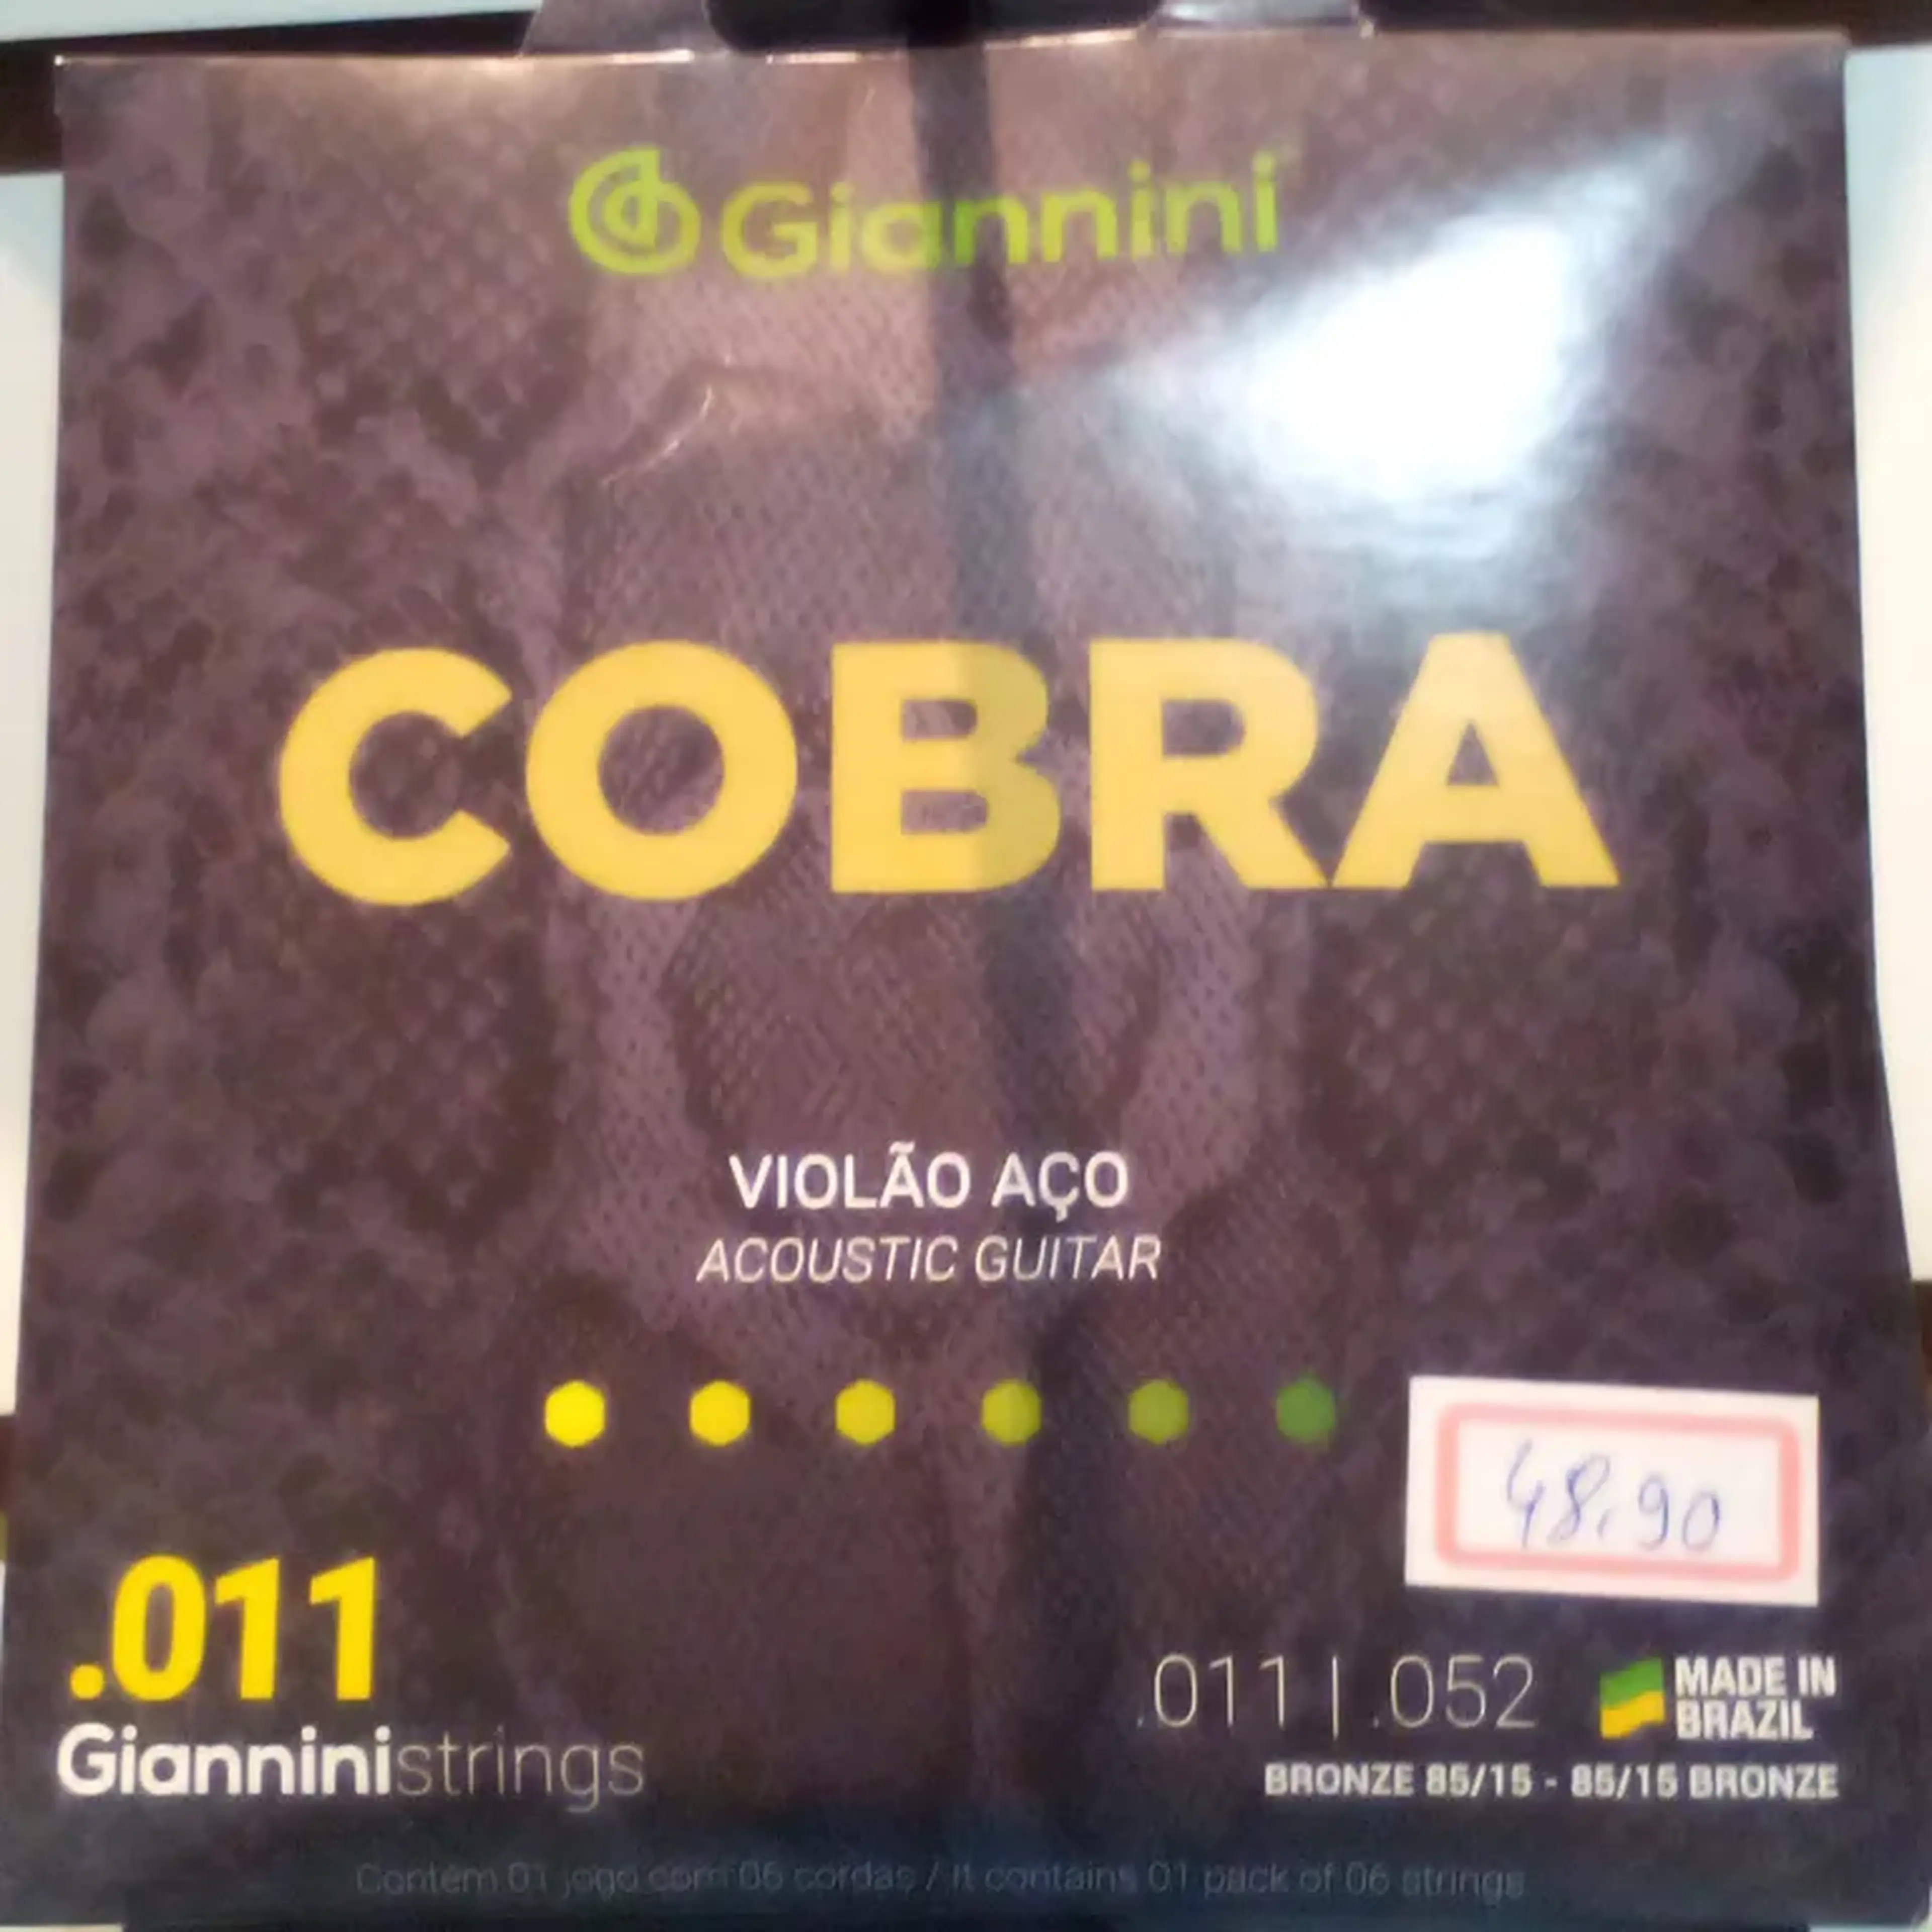 Giannini
COBRA
VIOLÃO AÇO
ACOUSTIC GUITAR
48,90
.011
Gianninistrings
.011 | .052
MADE IN
BRAZIL
BRONZE 85/15 - 85/15 BRONZE
Contém 01 jogo com 06 cordas / It contains 01 pack of 06 strings